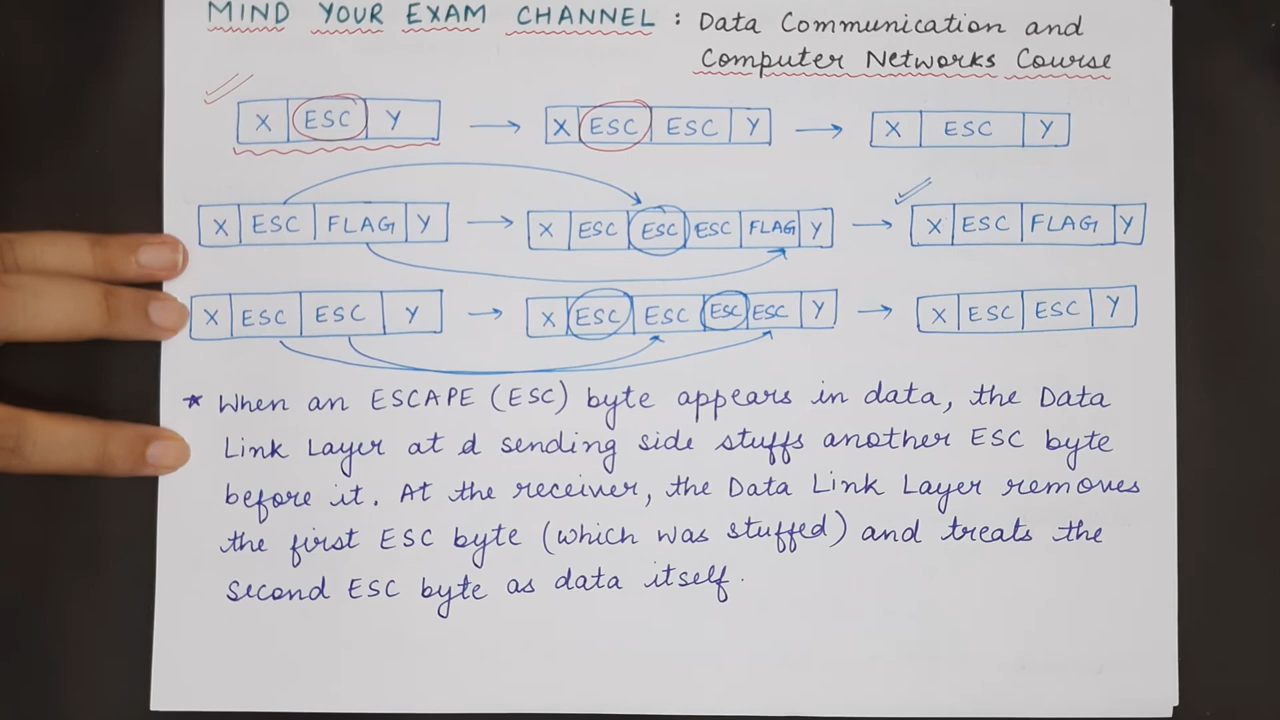 MIND YOUR EXAM CHANNEL : Data Communication and
Computer Networks Course
X ESC Y → X ESC ESC Y → X ESC Y
X ESC FLAG Y → X ESC ESC ESC FLAG Y → X ESC FLAG Y
X ESC ESC Y → X ESC ESC ESC ESC Y → X ESC ESC Y
* When an ESCAPE (ESC) byte appears in data, the Data
Link Layer at d sending side stuffs another ESC byte
before it. At the receiver, the Data Link Layer removes
the first ESC byte (which was stuffed) and treats the
second ESC byte as data itself.